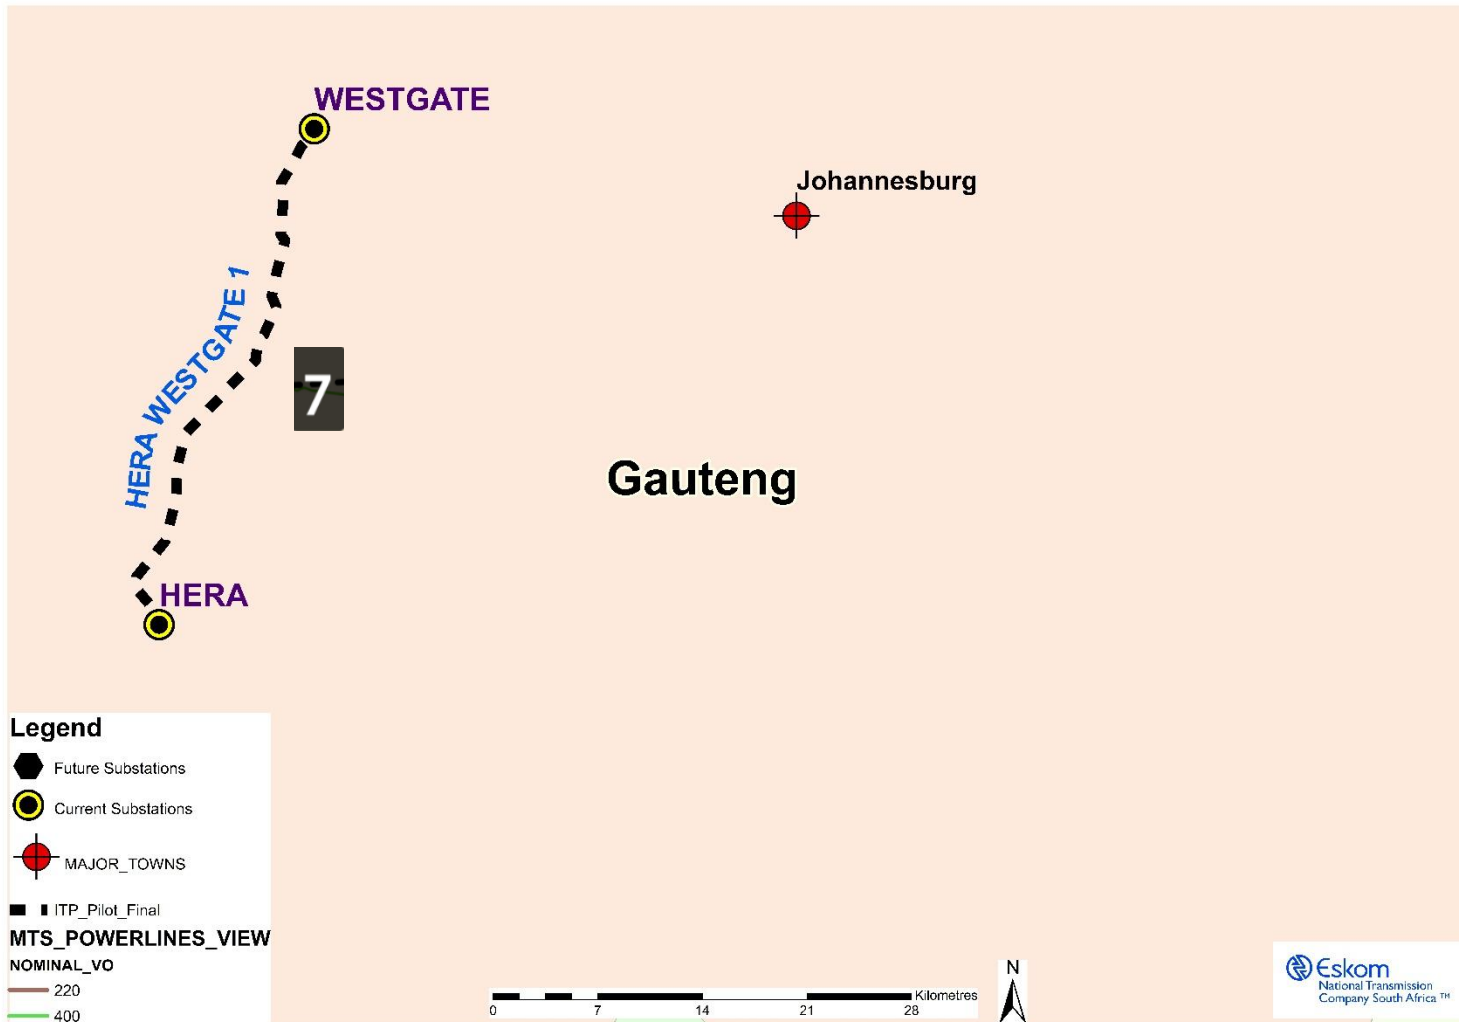 WESTGATE
Johannesburg
HERA WESTGATE 1
7
Gauteng
HERA
Legend
Future Substations
Current Substations
MAJOR_TOWNS
ITP_Pilot_Final
MTS_POWERLINES_VIEW
NOMINAL_VO
220
400
0 7 14 21 28 Kilometres
N
Eskom
National Transmission
Company South Africa ™